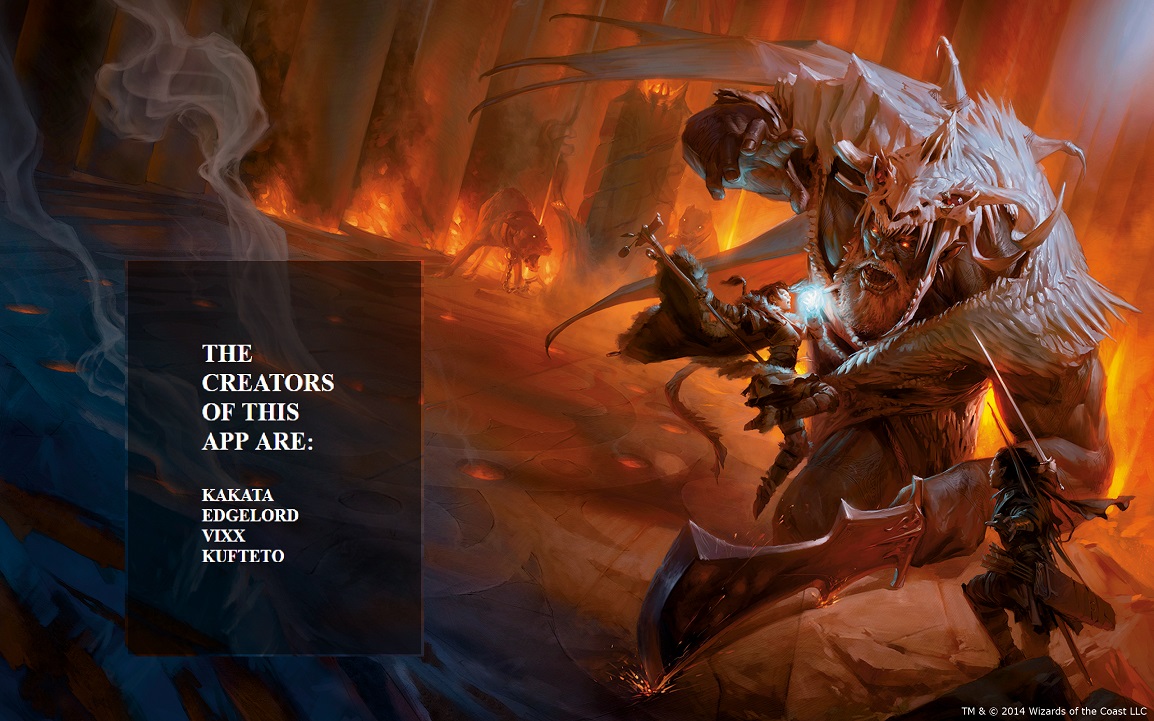 THE
CREATORS
OF THIS
APP ARE:
KAKATA
EDGELORD
VIXX
KUFTETO
TM & © 2014 Wizards of the Coast LLC